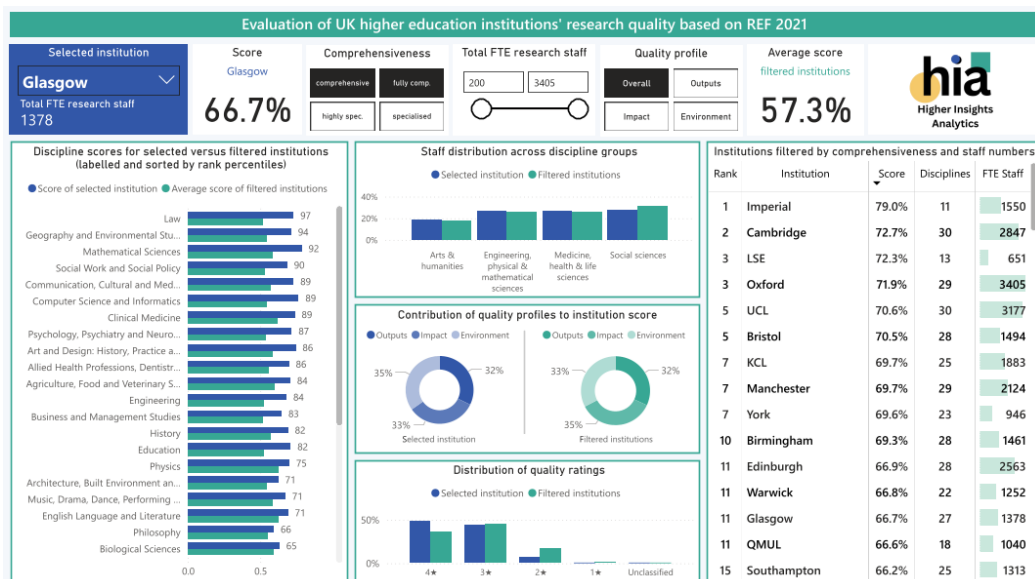 Evaluation of UK higher education institutions' research quality based on REF 2021
Selected institution
Glasgow
Total FTE research staff
1378
Score
Glasgow
66.7%
Comprehensiveness
comprehensive
fully comp.
highly spec.
specialised
Total FTE research staff
200
3405
Quality profile
Overall
Outputs
Impact
Environment
Average score
filtered institutions
57.3%
hia
Higher Insights
Analytics
Discipline scores for selected versus filtered institutions
(labelled and sorted by rank percentiles)
Score of selected institution Average score of filtered institutions
Law 97
Geography and Environmental Stu... 94
Mathematical Sciences 92
Social Work and Social Policy 90
Communication, Cultural and Med... 89
Computer Science and Informatics 89
Clinical Medicine 89
Psychology, Psychiatry and Neuro... 87
Art and Design: History, Practice a... 86
Allied Health Professions, Dentistr... 86
Agriculture, Food and Veterinary S... 84
Engineering 84
Business and Management Studies 83
History 82
Education 82
Physics 75
Architecture, Built Environment an... 71
Music, Drama, Dance, Performing ... 71
English Language and Literature 71
Philosophy 66
Biological Sciences 65
0.0 0.5
Staff distribution across discipline groups
Selected institution Filtered institutions
40%
20%
0%
Arts &
humanities
Engineering,
physical &
mathematical
sciences
Medicine,
health & life
sciences
Social sciences
Contribution of quality profiles to institution score
Outputs Impact Environment
Outputs Impact Environment
35%
32%
33%
Selected institution
33%
32%
35%
Filtered institutions
Distribution of quality ratings
Selected institution Filtered institutions
50%
0%
4★ 3★ 2★ 1★ Unclassified
Institutions filtered by comprehensiveness and staff numbers
Rank Institution Score Disciplines FTE Staff
1 Imperial 79.0% 11 1550
2 Cambridge 72.7% 30 2847
3 LSE 72.3% 13 651
3 Oxford 71.9% 29 3405
5 UCL 70.6% 30 3177
5 Bristol 70.5% 28 1494
7 KCL 69.7% 25 1883
7 Manchester 69.7% 29 2124
7 York 69.6% 23 946
10 Birmingham 69.3% 28 1461
11 Edinburgh 66.9% 28 2563
11 Warwick 66.8% 22 1252
11 Glasgow 66.7% 27 1378
11 QMUL 66.6% 18 1040
15 Southampton 66.2% 25 1313